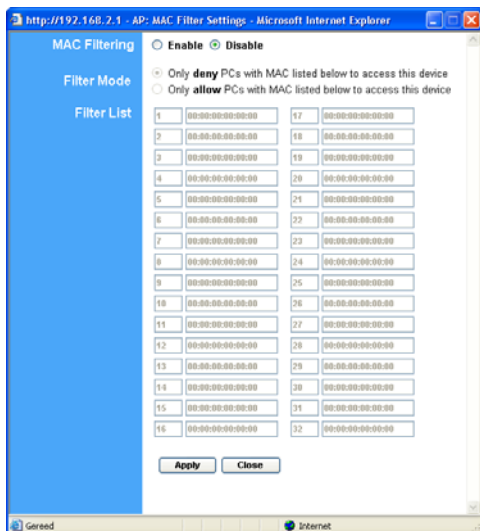 http://192.168.2.1 - AP: MAC Filter Settings - Microsoft Internet Explorer
MAC Filtering Enable Disable
Filter Mode Only deny PCs with MAC listed below to access this device
Only allow PCs with MAC listed below to access this device
Filter List
1 00:00:00:00:00:00 17 00:00:00:00:00:00
2 00:00:00:00:00:00 18 00:00:00:00:00:00
3 00:00:00:00:00:00 19 00:00:00:00:00:00
4 00:00:00:00:00:00 20 00:00:00:00:00:00
5 00:00:00:00:00:00 21 00:00:00:00:00:00
6 00:00:00:00:00:00 22 00:00:00:00:00:00
7 00:00:00:00:00:00 23 00:00:00:00:00:00
8 00:00:00:00:00:00 24 00:00:00:00:00:00
9 00:00:00:00:00:00 25 00:00:00:00:00:00
10 00:00:00:00:00:00 26 00:00:00:00:00:00
11 00:00:00:00:00:00 27 00:00:00:00:00:00
12 00:00:00:00:00:00 28 00:00:00:00:00:00
13 00:00:00:00:00:00 29 00:00:00:00:00:00
14 00:00:00:00:00:00 30 00:00:00:00:00:00
15 00:00:00:00:00:00 31 00:00:00:00:00:00
16 00:00:00:00:00:00 32 00:00:00:00:00:00
Apply Close
Gereed Internet